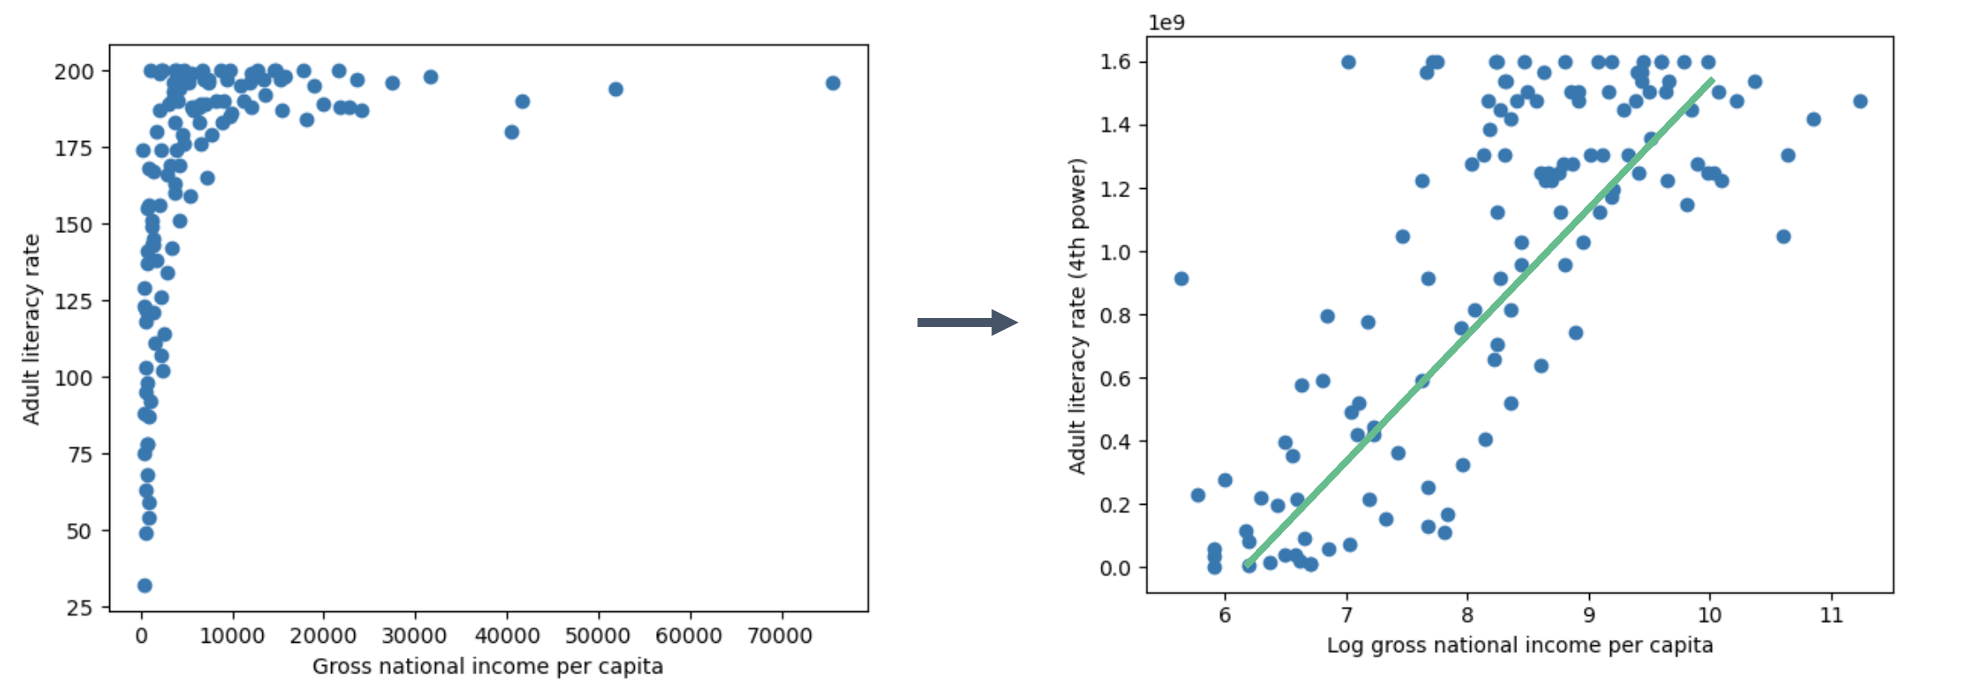 200
175
150
125
100
75
50
25
Adult literacy rate
0 10000 20000 30000 40000 50000 60000 70000
Gross national income per capita
1e9
1.6
1.4
1.2
1.0
0.8
0.6
0.4
0.2
0.0
Adult literacy rate (4th power)
6 7 8 9 10 11
Log gross national income per capita